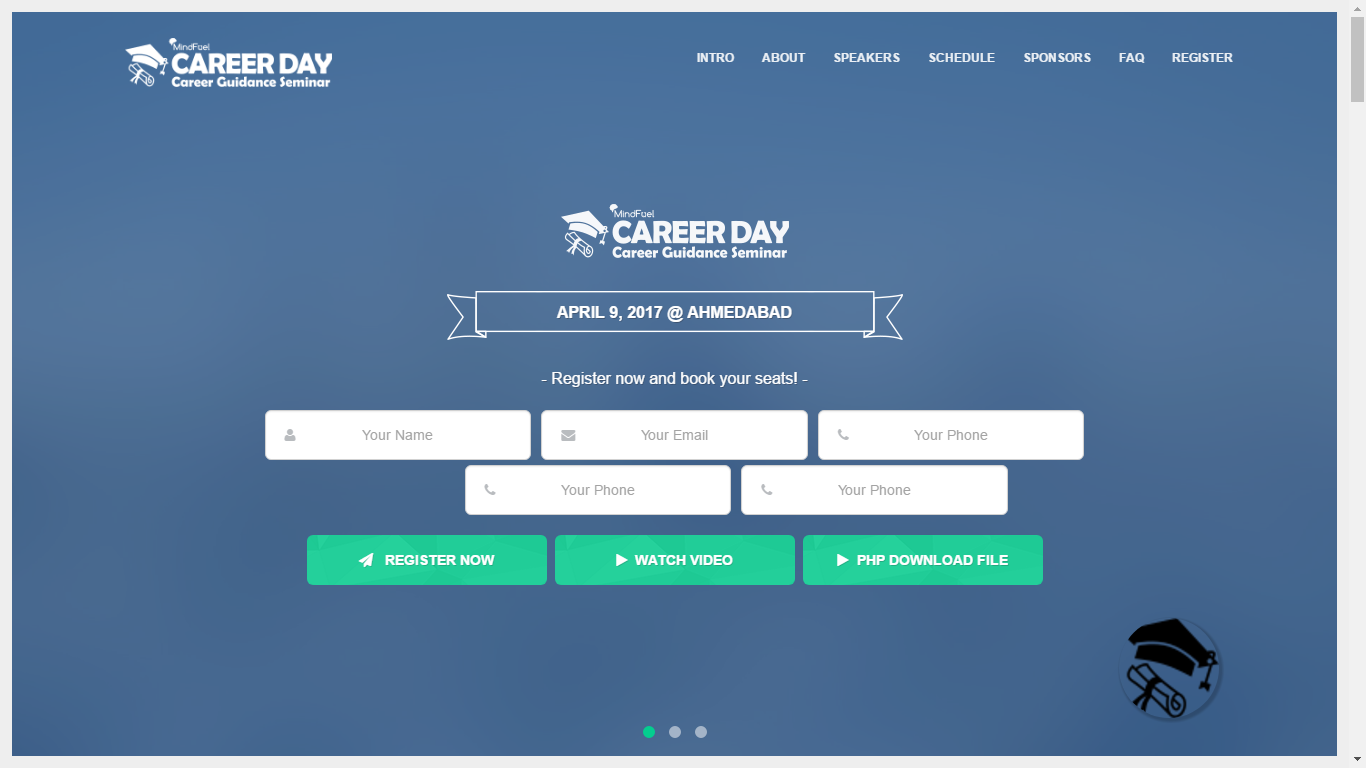 MindFuel
CAREER DAY
Career Guidance Seminar
INTRO ABOUT SPEAKERS SCHEDULE SPONSORS FAQ REGISTER
MindFuel
CAREER DAY
Career Guidance Seminar
APRIL 9, 2017 @ AHMEDABAD
- Register now and book your seats! -
Your Name Your Email Your Phone
Your Phone Your Phone
REGISTER NOW WATCH VIDEO PHP DOWNLOAD FILE